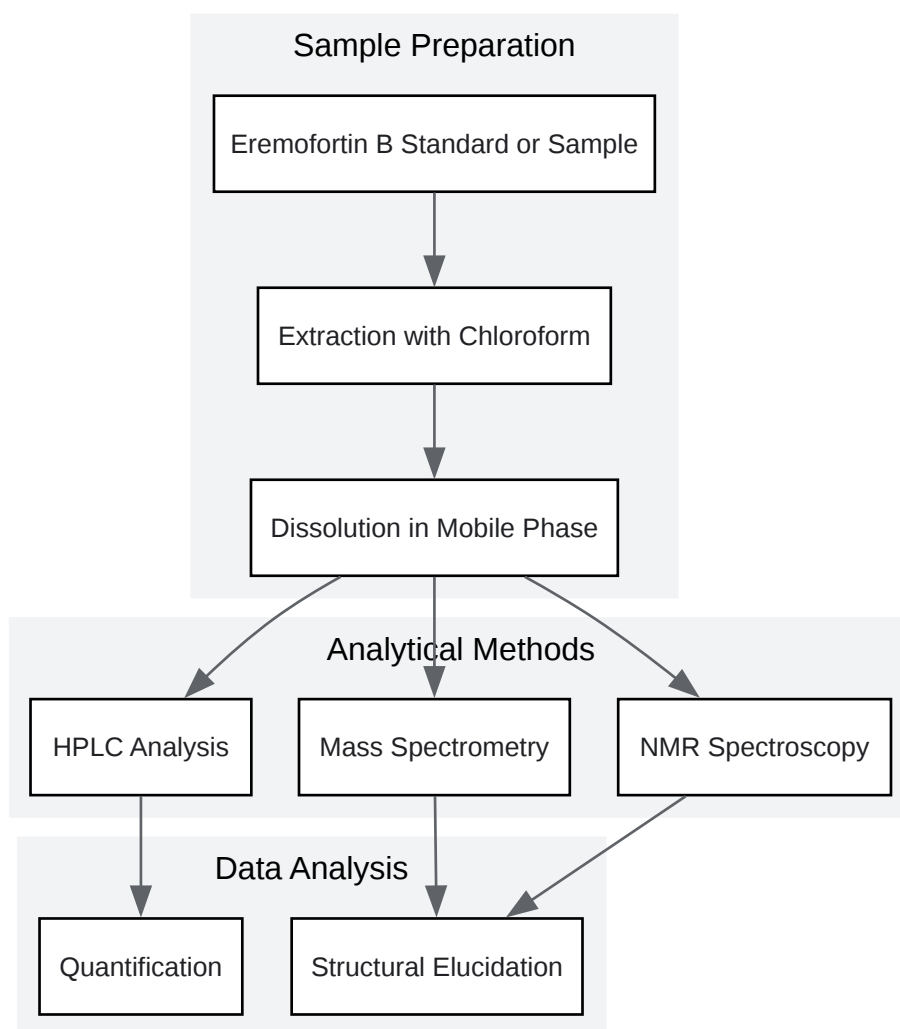 Sample Preparation
Eremofortin B Standard or Sample
Extraction with Chloroform
Dissolution in Mobile Phase
Analytical Methods
HPLC Analysis
Mass Spectrometry
NMR Spectroscopy
Data Analysis
Quantification
Structural Elucidation